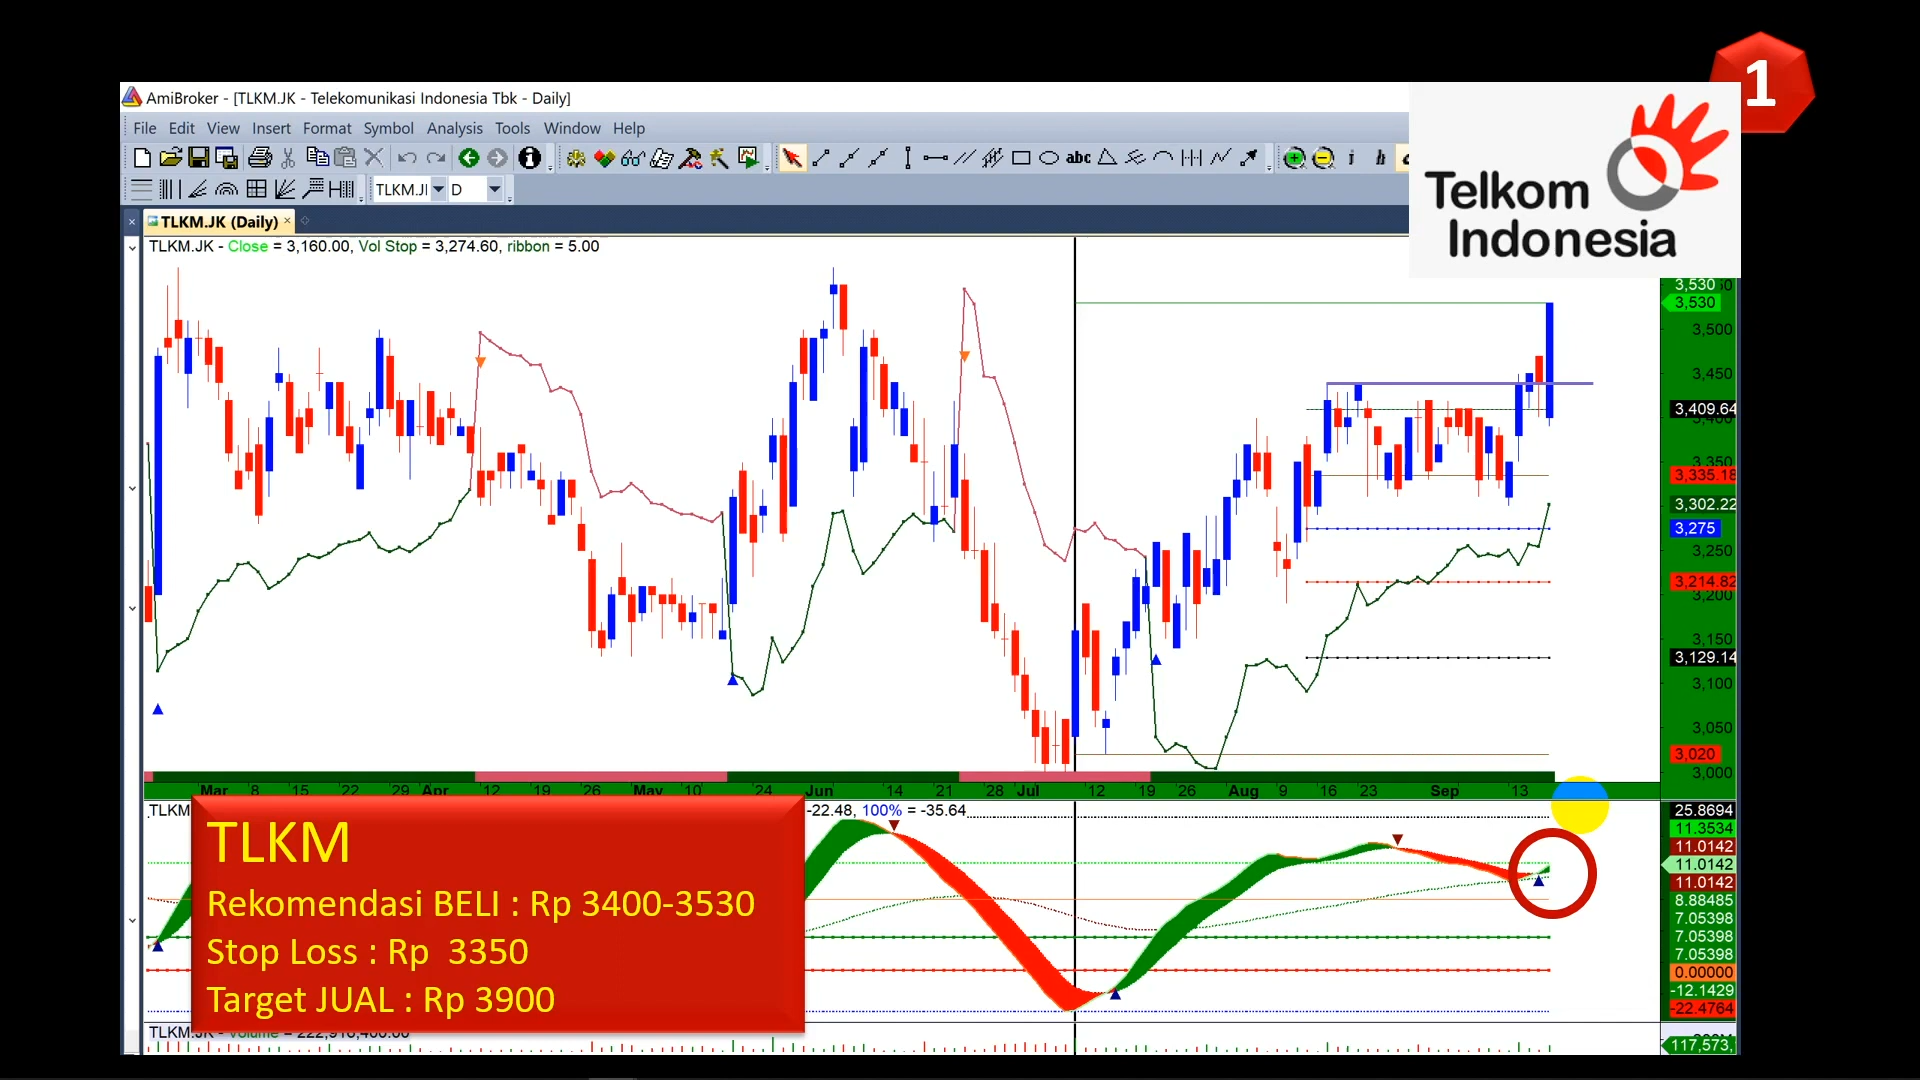 1
AmiBroker - [TLKM.JK - Telekomunikasi Indonesia Tbk - Daily]
File Edit View Insert Format Symbol Analysis Tools Window Help
abc
TLKM.JI D
Telkom
Indonesia
TLKM.JK (Daily)
TLKM.JK - Close = 3,160.00, Vol Stop = 3,274.60, ribbon = 5.00
3,530
3,530
3,500
3,450
3,409.64
3,350
3,335.18
3,302.22
3,275
3,250
3,214.82
3,200
3,150
3,129.14
3,100
3,050
3,020
3,000
Mar 8 15 22 29 Apr 12 19 26 May 10 24 Jun 14 21 28 Jul 12 19 26 Aug 9 16 23 Sep 13
TLKM -22.48, 100% = -35.64
25.8694
11.3534
11.0142
11.0142
11.0142
8.88485
7.05398
7.05398
7.05398
0.00000
-12.1429
-22.4764
TLKM
Rekomendasi BELI : Rp 3400-3530
Stop Loss : Rp 3350
Target JUAL : Rp 3900
117,573,